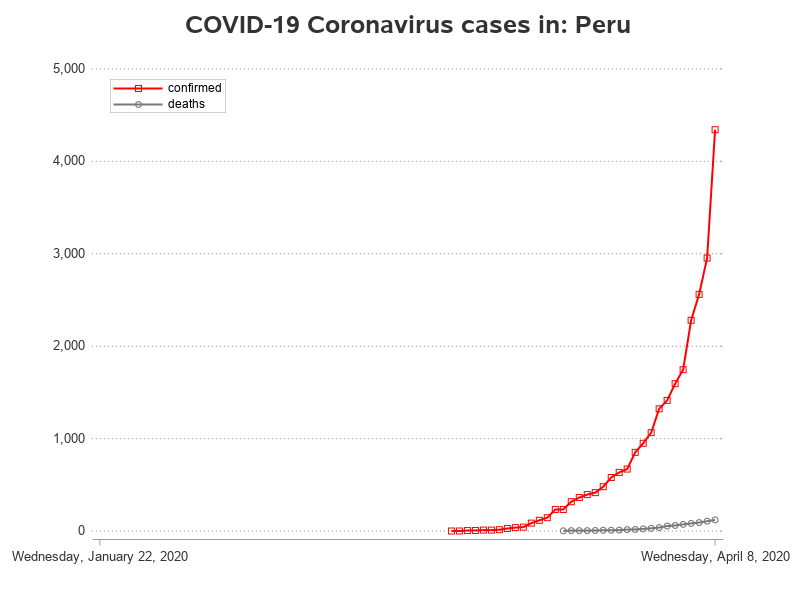 COVID-19 Coronavirus cases in: Peru
5,000
confirmed
deaths
4,000
3,000
2,000
1,000
0
Wednesday, January 22, 2020
Wednesday, April 8, 2020